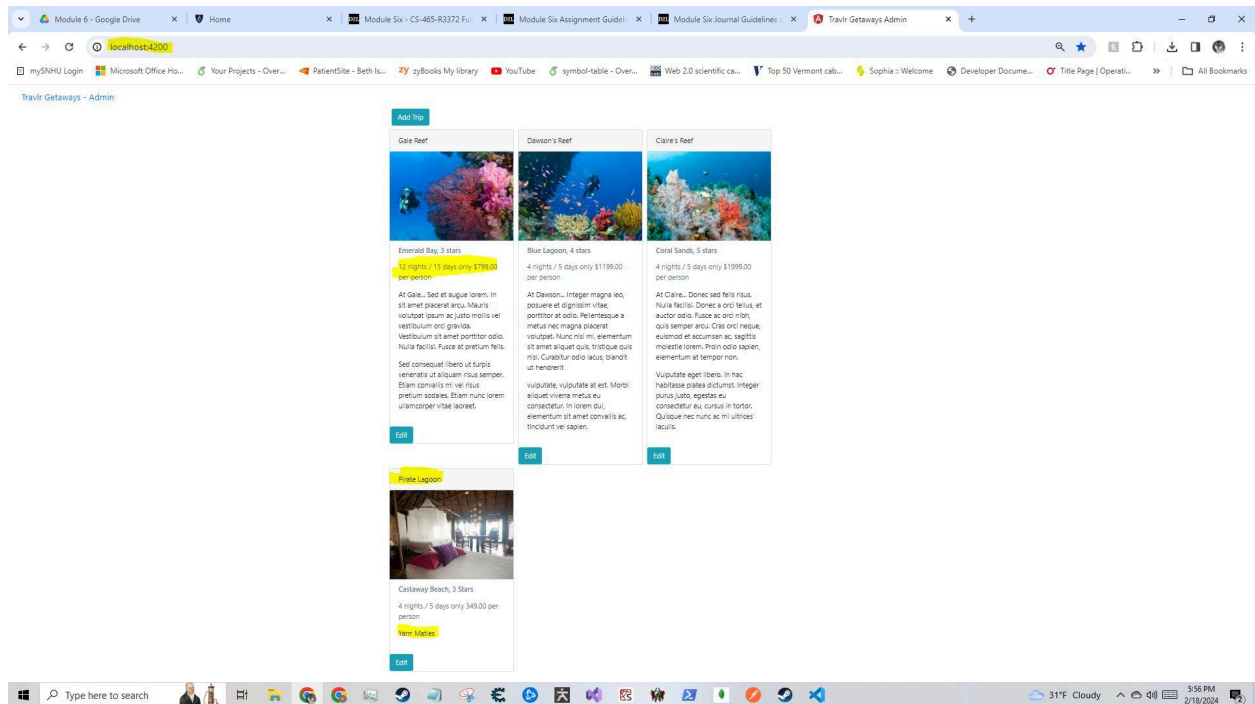 Module 6 - Google Drive
Home
Module Six - CS-465-R3372 Full
Module Six Assignment Guideli
Module Six Journal Guidelines
Travlr Getaways Admin
localhost:4200
mySNHU Login
Microsoft Office Ho...
Your Projects - Over...
PatientSite - Beth Is...
zyBooks My library
YouTube
symbol-table - Over...
Web 2.0 scientific ca...
Top 50 Vermont cab...
Sophia :: Welcome
Developer Docume...
Title Page | Operati...
All Bookmarks
Travlr Getaways - Admin
Add Trip
Gale Reef
Emerald Bay, 3 stars
12 nights / 15 days only $799.00
per person
At Gale... Sed et augue lorem. In
sit amet placerat arcu. Mauris
volutpat ipsum ac justo mollis vel
vestibulum orci gravida.
Vestibulum sit amet porttitor odio.
Nulla facilisi. Fusce at pretium felis.
Sed consequat libero ut turpis
venenatis ut aliquam risus semper.
Etiam convallis mi vel risus
pretium sodales. Etiam nunc lorem
ullamcorper vitae laoreet.
Edit
Dawson's Reef
Blue Lagoon, 4 stars
4 nights / 5 days only $1199.00
per person
At Dawson... Integer magna leo,
posuere et dignissim vitae,
porttitor at odio. Pellentesque a
metus nec magna placerat
volutpat. Nunc nisi mi, elementum
sit amet aliquet quis, tristique quis
nisl. Curabitur odio lacus, blandit
ut hendrerit
vulputate, vulputate at est. Morbi
aliquet viverra metus eu
consectetur. In lorem dui,
elementum sit amet convallis ac,
tincidunt vel sapien.
Edit
Claire's Reef
Coral Sands, 5 stars
4 nights / 5 days only $1999.00
per person
At Claire... Donec sed felis risus.
Nulla facilisi. Donec a orci tellus, et
auctor odio. Fusce ac orci nibh,
quis semper arcu. Cras orci neque,
euismod et accumsan ac, sagittis
molestie lorem. Proin odio sapien,
elementum at tempor non.
Vulputate eget libero. In hac
habitasse platea dictumst. Integer
purus justo, egestas eu
consectetur eu, cursus in tortor.
Quisque nec nunc ac mi ultrices
iaculis.
Edit
Pirate Lagoon
Castaway Beach, 3 Stars
4 nights / 5 days only 349.00 per
person
Yarrr Maties
Edit
Type here to search
31°F Cloudy
5:56 PM
2/18/2024